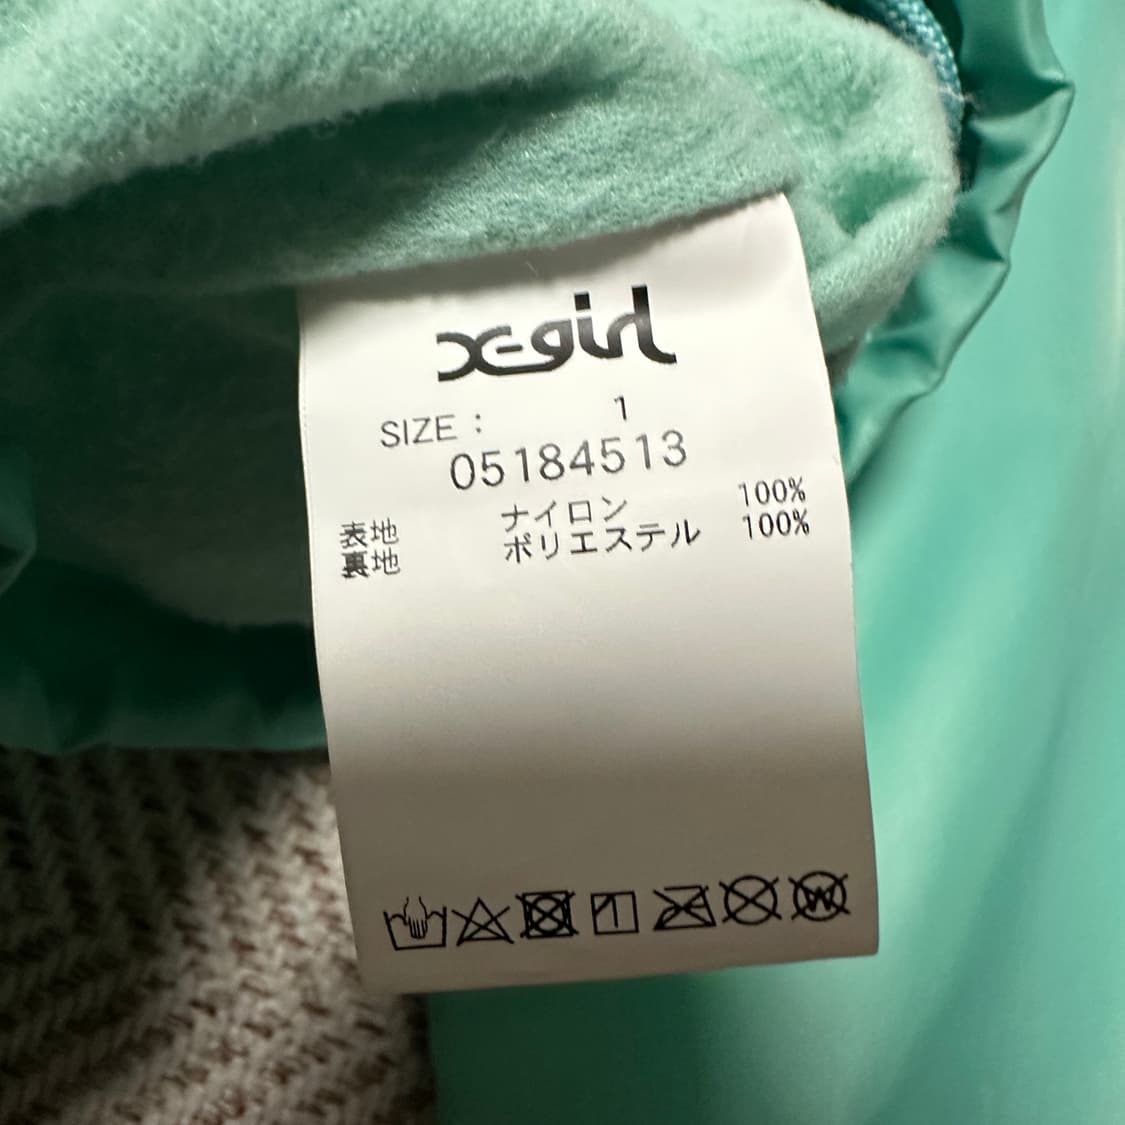 X-girl
SIZE： 1
05184513
表地 ナイロン 100%
裏地 ポリエステル 100%
W